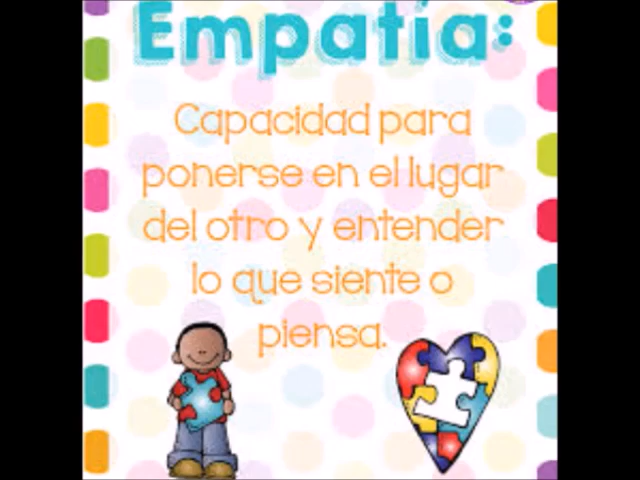 Empatía:
Capacidad para
ponerse en el lugar
del otro y entender
lo que siente o
piensa.